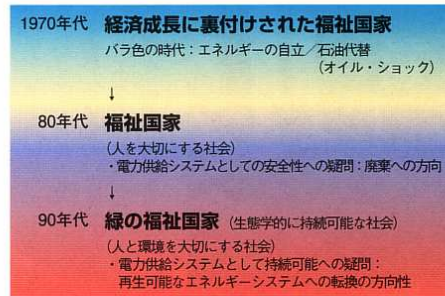 1970年代 経済成長に裏付けされた福祉国家
バラ色の時代：エネルギーの自立／石油代替
（オイル・ショック）
↓
80年代 福祉国家
（人を大切にする社会）
・電力供給システムとしての安全性への疑問：廃棄への方向
↓
90年代 緑の福祉国家（生態学的に持続可能な社会）
（人と環境を大切にする社会）
・電力供給システムとして持続可能への疑問：
再生可能なエネルギーシステムへの転換の方向性